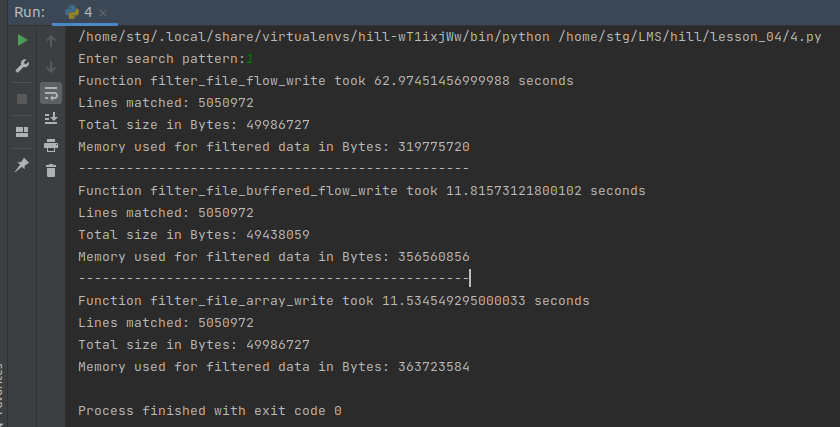 Run: 4
/home/stg/.local/share/virtualenvs/hill-wT1ixjWw/bin/python /home/stg/LMS/hill/lesson_04/4.py
Enter search pattern:1
Function filter_file_flow_write took 62.97451456999988 seconds
Lines matched: 5050972
Total size in Bytes: 49986727
Memory used for filtered data in Bytes: 319775720
-------------------------------------------------
Function filter_file_buffered_flow_write took 11.81573121800102 seconds
Lines matched: 5050972
Total size in Bytes: 49438059
Memory used for filtered data in Bytes: 356560856
-------------------------------------------------
Function filter_file_array_write took 11.534549295000033 seconds
Lines matched: 5050972
Total size in Bytes: 49986727
Memory used for filtered data in Bytes: 363723584
Process finished with exit code 0